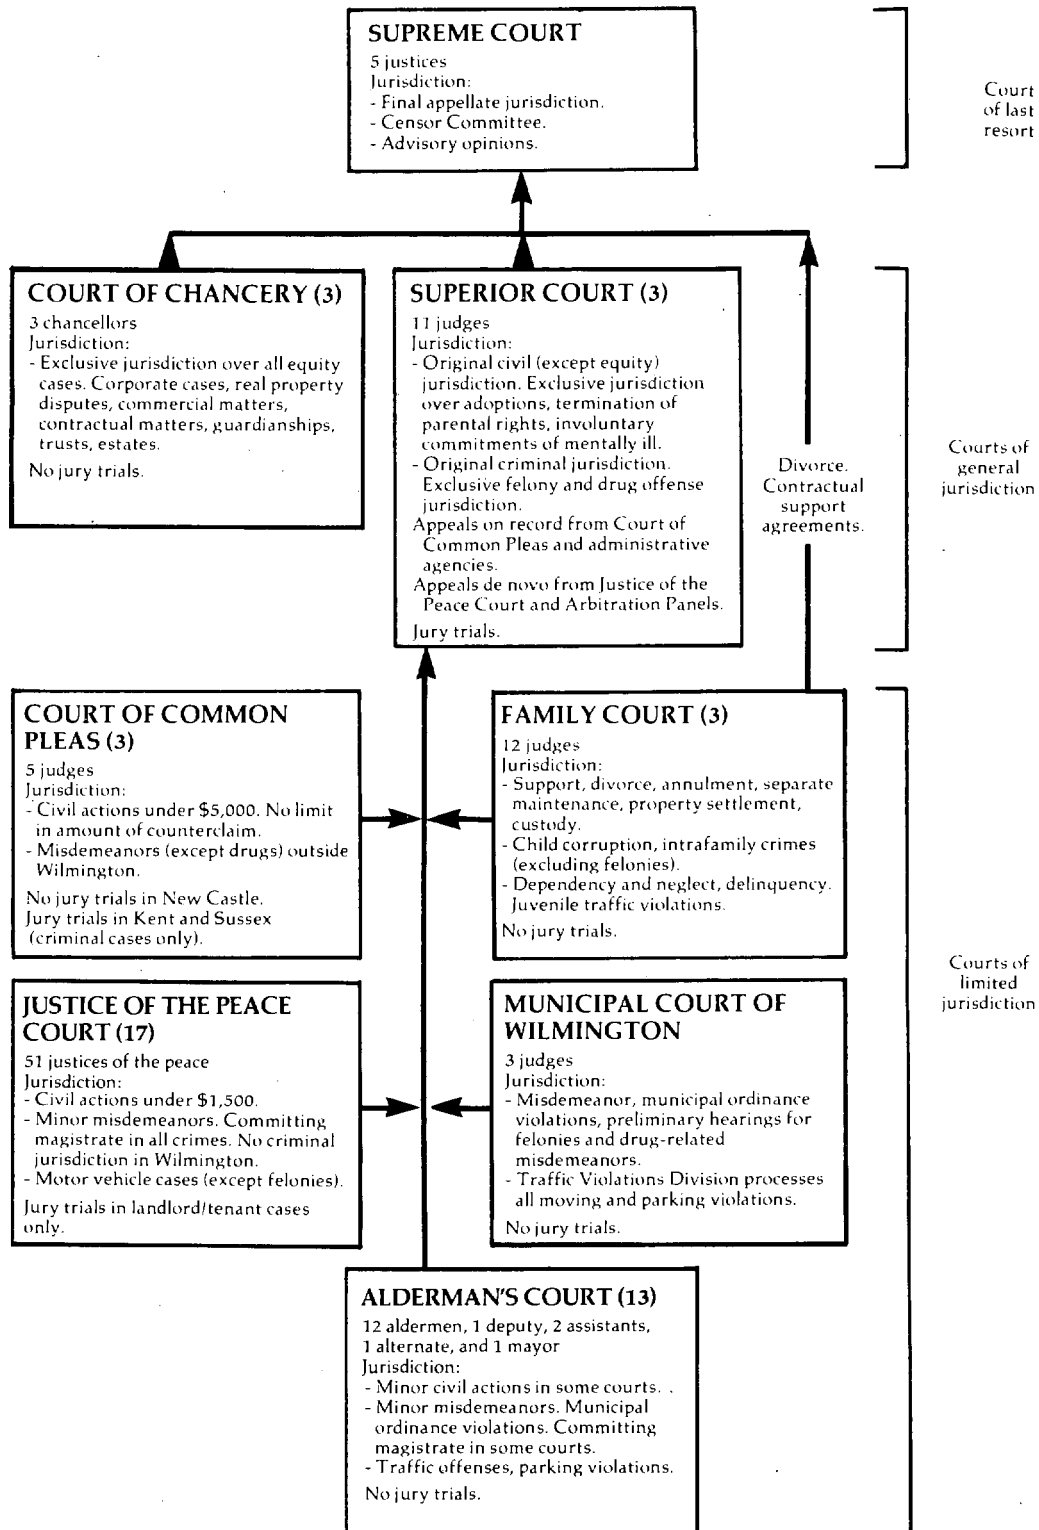 SUPREME COURT
5 justices
Jurisdiction:
- Final appellate jurisdiction.
- Censor Committee.
- Advisory opinions.
Court
of last
resort
COURT OF CHANCERY (3)
3 chancellors
Jurisdiction:
- Exclusive jurisdiction over all equity
cases. Corporate cases, real property
disputes, commercial matters,
contractual matters, guardianships,
trusts, estates.
No jury trials.
SUPERIOR COURT (3)
11 judges
Jurisdiction:
- Original civil (except equity)
jurisdiction. Exclusive jurisdiction
over adoptions, termination of
parental rights, involuntary
commitments of mentally ill.
- Original criminal jurisdiction.
Exclusive felony and drug offense
jurisdiction.
Appeals on record from Court of
Common Pleas and administrative
agencies.
Appeals de novo from Justice of the
Peace Court and Arbitration Panels.
Jury trials.
Divorce.
Contractual
support
agreements.
Courts of
general
jurisdiction
COURT OF COMMON
PLEAS (3)
5 judges
Jurisdiction:
- Civil actions under $5,000. No limit
in amount of counterclaim.
- Misdemeanors (except drugs) outside
Wilmington.
No jury trials in New Castle.
Jury trials in Kent and Sussex
(criminal cases only).
FAMILY COURT (3)
12 judges
Jurisdiction:
- Support, divorce, annulment, separate
maintenance, property settlement,
custody.
- Child corruption, intrafamily crimes
(excluding felonies).
- Dependency and neglect, delinquency.
Juvenile traffic violations.
No jury trials.
JUSTICE OF THE PEACE
COURT (17)
51 justices of the peace
Jurisdiction:
- Civil actions under $1,500.
- Minor misdemeanors. Committing
magistrate in all crimes. No criminal
jurisdiction in Wilmington.
- Motor vehicle cases (except felonies).
Jury trials in landlord/tenant cases
only.
MUNICIPAL COURT OF
WILMINGTON
3 judges
Jurisdiction:
- Misdemeanor, municipal ordinance
violations, preliminary hearings for
felonies and drug-related
misdemeanors.
- Traffic Violations Division processes
all moving and parking violations.
No jury trials.
Courts of
limited
jurisdiction
ALDERMAN'S COURT (13)
12 aldermen, 1 deputy, 2 assistants,
1 alternate, and 1 mayor
Jurisdiction:
- Minor civil actions in some courts.
- Minor misdemeanors. Municipal
ordinance violations. Committing
magistrate in some courts.
- Traffic offenses, parking violations.
No jury trials.